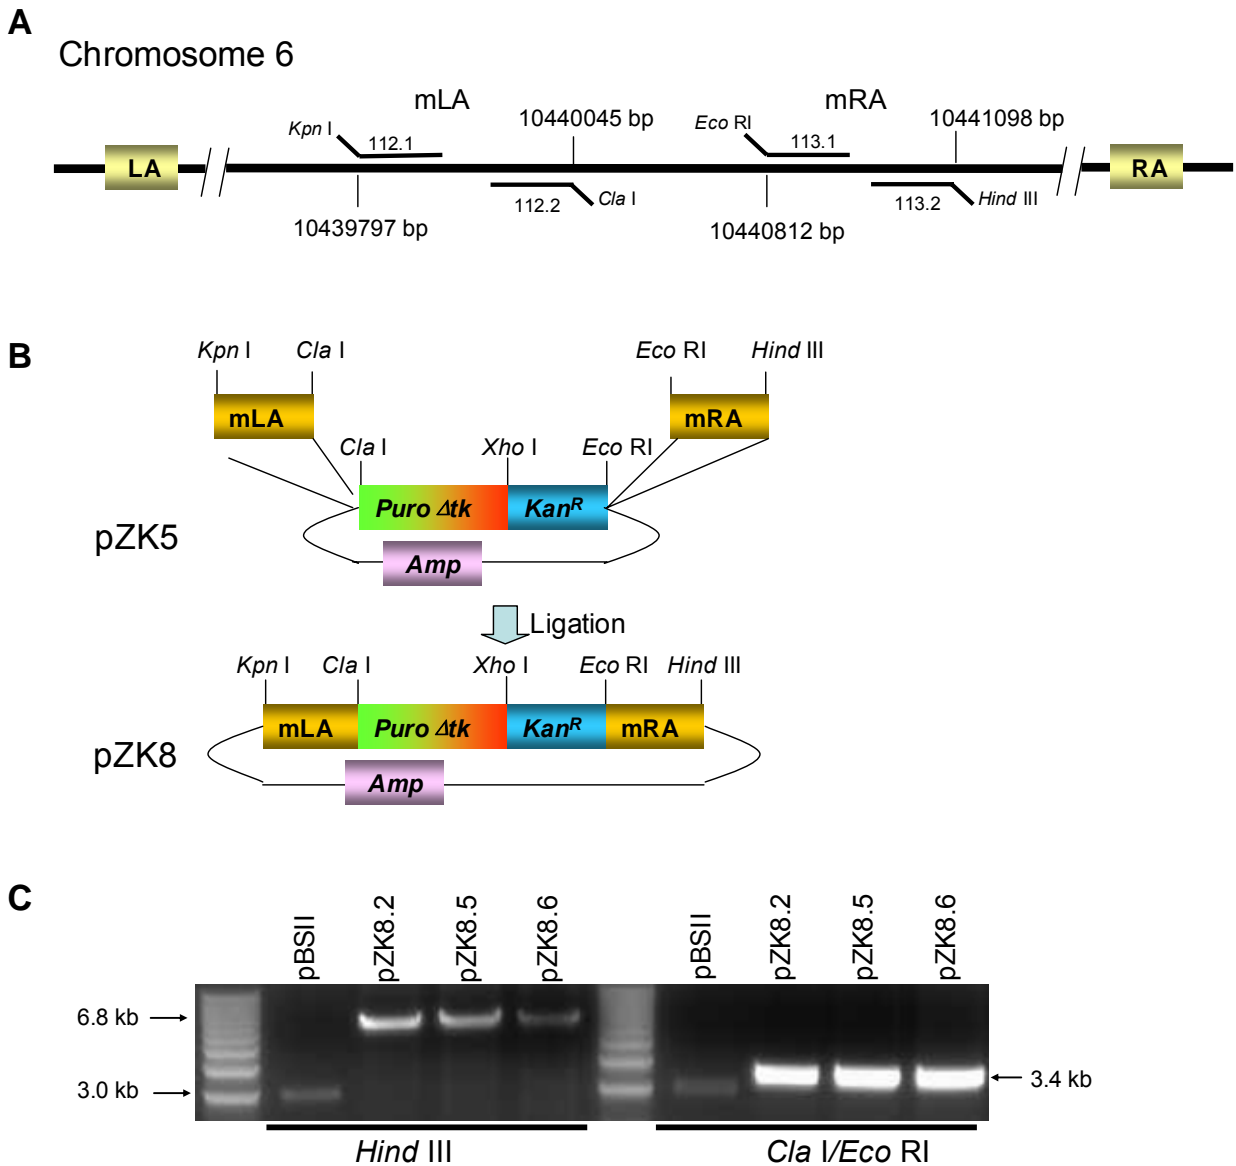 A
Chromosome 6
mLA
mRA
Kpn I
112.1
10440045 bp
Eco RI
113.1
10441098 bp
LA
RA
112.2
Cla I
113.2
Hind III
10439797 bp
10440812 bp
B
Kpn I
Cla I
Eco RI
Hind III
mLA
mRA
Cla I
Xho I
Eco RI
Puro Δtk
KanR
pZK5
Amp
Ligation
Kpn I
Cla I
Xho I
Eco RI
Hind III
mLA
Puro Δtk
KanR
mRA
pZK8
Amp
C
pBSII
pZK8.2
pZK8.5
pZK8.6
pBSII
pZK8.2
pZK8.5
pZK8.6
6.8 kb
3.0 kb
3.4 kb
Hind III
Cla I/Eco RI